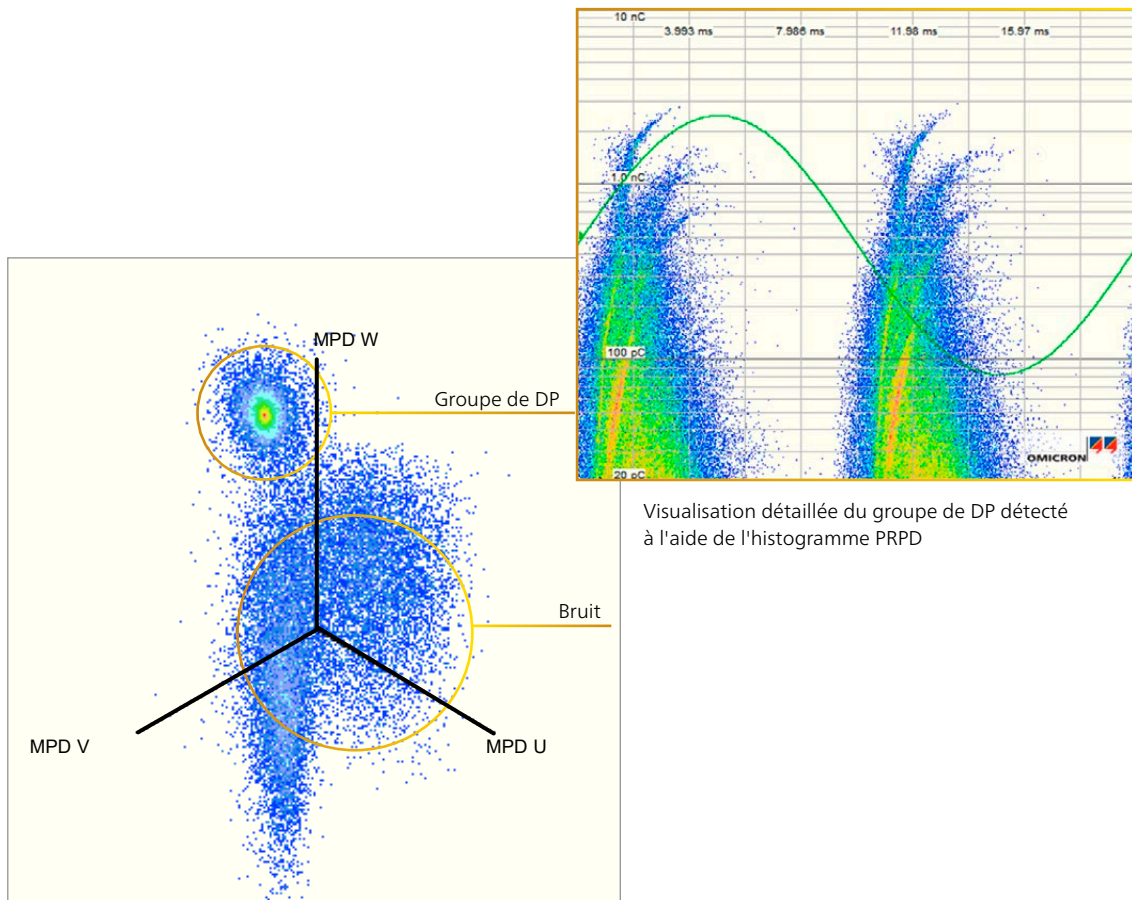 10 nC
3.993 ms 7.986 ms 11.98 ms 15.97 ms
1.0 nC
100 pC
20 pC
OMICRON
MPD W
Groupe de DP
Visualisation détaillée du groupe de DP détecté
à l'aide de l'histogramme PRPD
Bruit
MPD V
MPD U